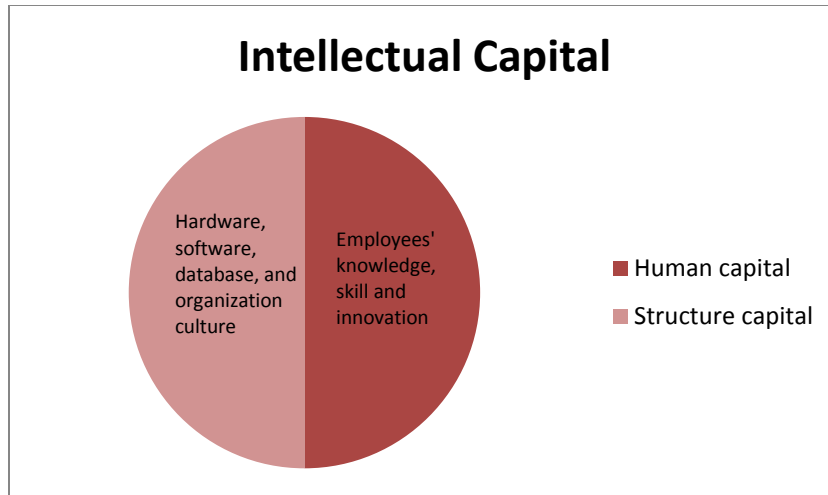 Intellectual Capital
Hardware,
software,
database, and
organization
culture
Employees'
knowledge,
skill and
innovation
Human capital
Structure capital